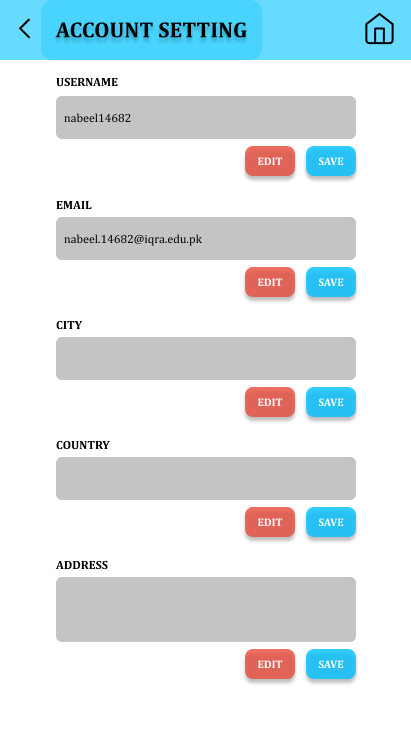 ACCOUNT SETTING
USERNAME
nabeel14682
EDIT SAVE
EMAIL
nabeel.14682@iqra.edu.pk
EDIT SAVE
CITY
EDIT SAVE
COUNTRY
EDIT SAVE
ADDRESS
EDIT SAVE